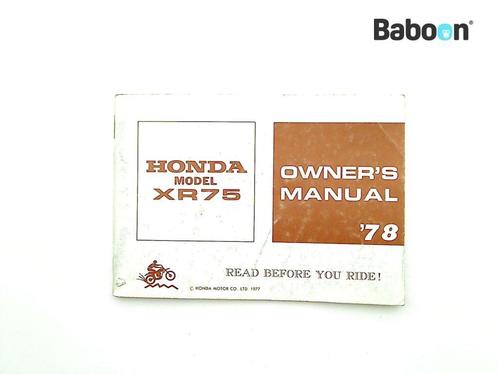 Baboon
HONDA
MODEL
XR75
OWNER'S
MANUAL
'78
READ BEFORE YOU RIDE!
© HONDA MOTOR CO. LTD. 1977